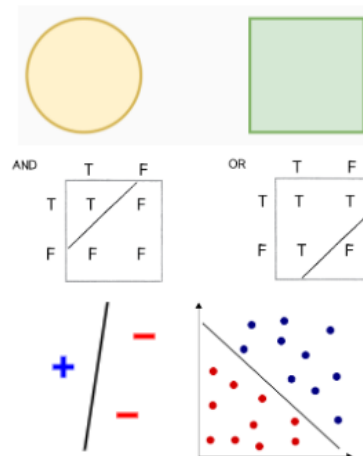 AND T F
T T F
F F F
OR T F
T T T
F T F
+ −
−